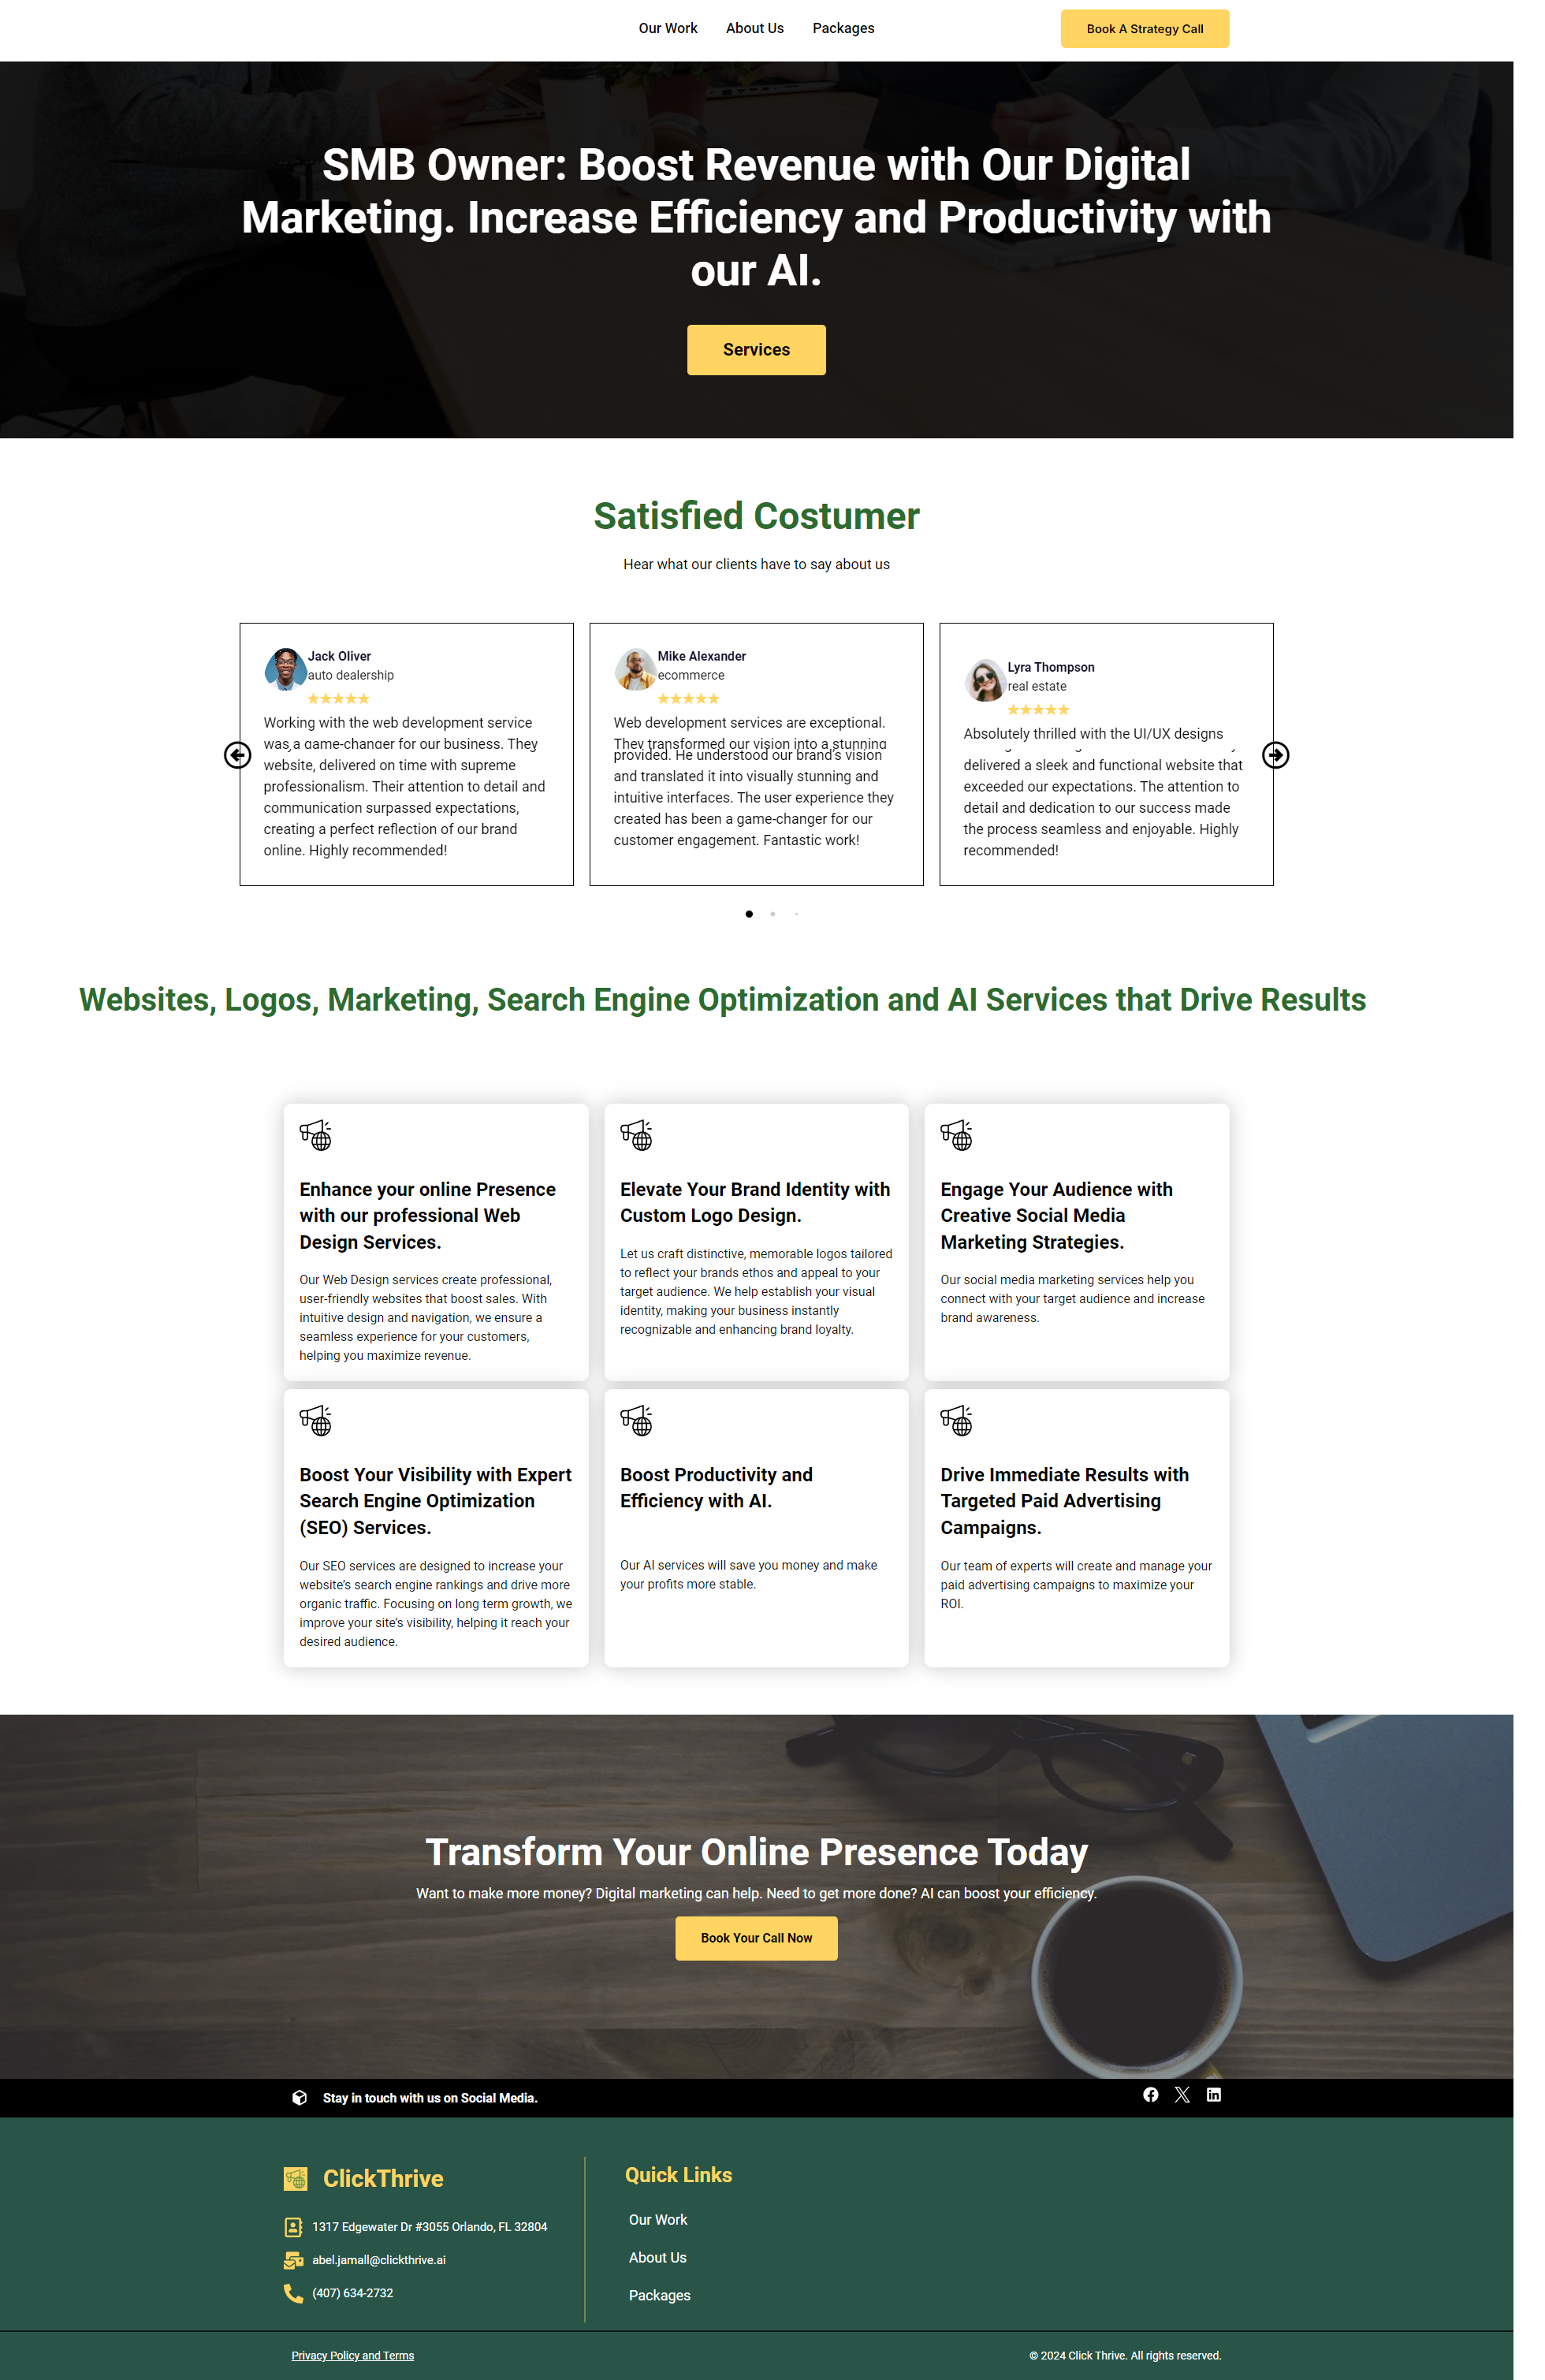 Our Work
About Us
Packages
Book A Strategy Call
SMB Owner: Boost Revenue with Our Digital
Marketing. Increase Efficiency and Productivity with
our AI.
Services
Satisfied Costumer
Hear what our clients have to say about us
Jack Oliver
auto dealership
Working with the web development service
was a game-changer for our business. They
website, delivered on time with supreme
professionalism. Their attention to detail and
communication surpassed expectations,
creating a perfect reflection of our brand
online. Highly recommended!
Mike Alexander
ecommerce
Web development services are exceptional.
They transformed our vision into a stunning
provided. He understood our brand's vision
and translated it into visually stunning and
intuitive interfaces. The user experience they
created has been a game-changer for our
customer engagement. Fantastic work!
Lyra Thompson
real estate
Absolutely thrilled with the UI/UX designs
delivered a sleek and functional website that
exceeded our expectations. The attention to
detail and dedication to our success made
the process seamless and enjoyable. Highly
recommended!
Websites, Logos, Marketing, Search Engine Optimization and AI Services that Drive Results
Enhance your online Presence
with our professional Web
Design Services.
Our Web Design services create professional,
user-friendly websites that boost sales. With
intuitive design and navigation, we ensure a
seamless experience for your customers,
helping you maximize revenue.
Elevate Your Brand Identity with
Custom Logo Design.
Let us craft distinctive, memorable logos tailored
to reflect your brands ethos and appeal to your
target audience. We help establish your visual
identity, making your business instantly
recognizable and enhancing brand loyalty.
Engage Your Audience with
Creative Social Media
Marketing Strategies.
Our social media marketing services help you
connect with your target audience and increase
brand awareness.
Boost Your Visibility with Expert
Search Engine Optimization
(SEO) Services.
Our SEO services are designed to increase your
website's search engine rankings and drive more
organic traffic. Focusing on long term growth, we
improve your site's visibility, helping it reach your
desired audience.
Boost Productivity and
Efficiency with AI.
Our AI services will save you money and make
your profits more stable.
Drive Immediate Results with
Targeted Paid Advertising
Campaigns.
Our team of experts will create and manage your
paid advertising campaigns to maximize your
ROI.
Transform Your Online Presence Today
Want to make more money? Digital marketing can help. Need to get more done? AI can boost your efficiency.
Book Your Call Now
Stay in touch with us on Social Media.
ClickThrive
1317 Edgewater Dr #3055 Orlando, FL 32804
abel.jamall@clickthrive.ai
(407) 634-2732
Quick Links
Our Work
About Us
Packages
Privacy Policy and Terms
© 2024 Click Thrive. All rights reserved.